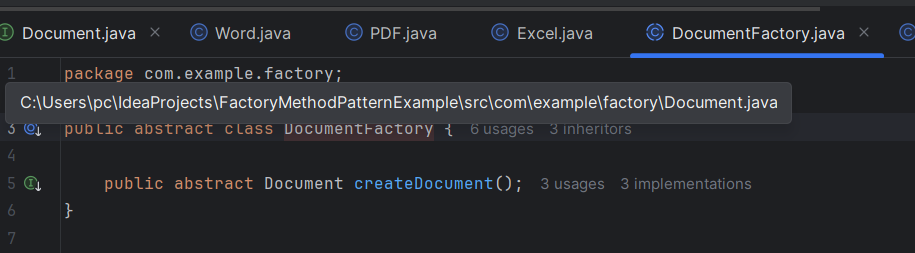 Document.java Word.java PDF.java Excel.java DocumentFactory.java
1 package com.example.factory;
C:\Users\pc\IdeaProjects\FactoryMethodPatternExample\src\com\example\factory\Document.java
3 public abstract class DocumentFactory { 6 usages 3 inheritors
4
5 public abstract Document createDocument(); 3 usages 3 implementations
6 }
7